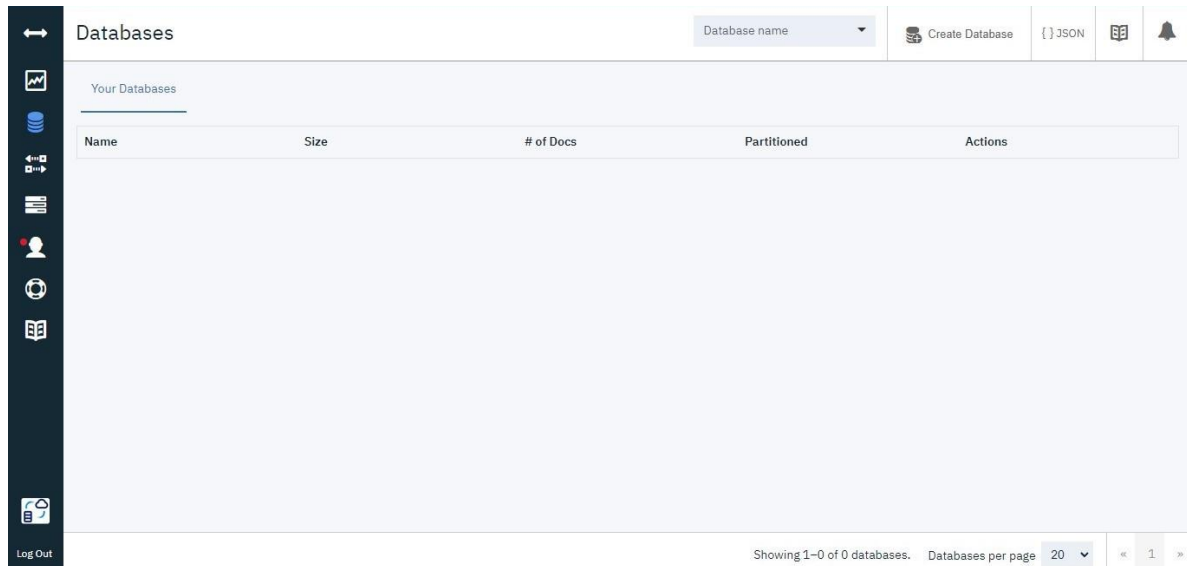 Databases
Database name
Create Database
{ } JSON
Your Databases
Name Size # of Docs Partitioned Actions
Log Out
Showing 1–0 of 0 databases. Databases per page 20 « 1 »